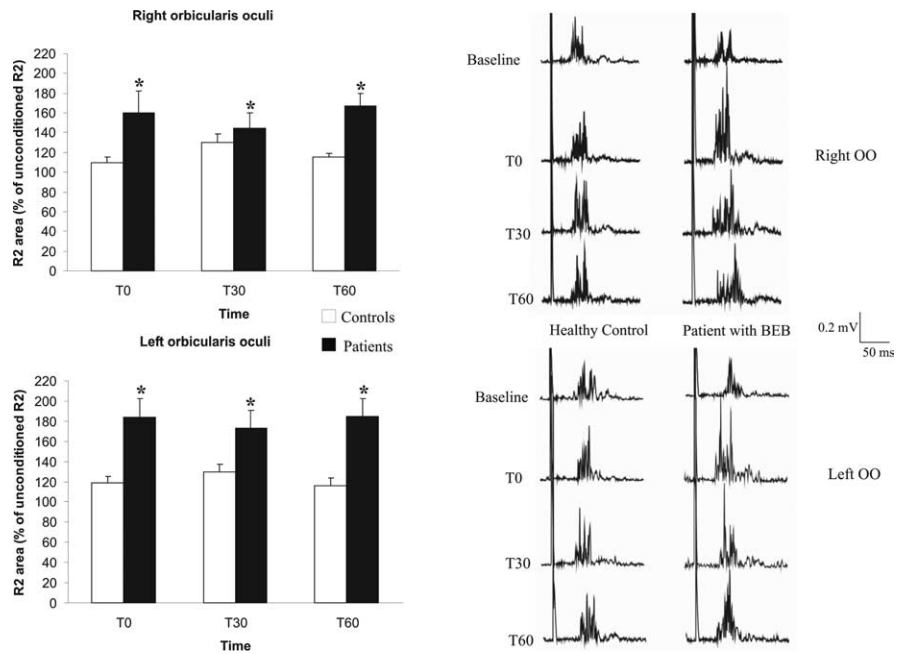 Right orbicularis oculi
R2 area (% of unconditioned R2)
220
200
180
160
140
120
100
80
60
40
20
0
*
*
*
T0
T30
T60
Time
Controls
Patients
Left orbicularis oculi
R2 area (% of unconditioned R2)
220
200
180
160
140
120
100
80
60
40
20
0
*
*
*
T0
T30
T60
Time
Baseline
T0
Right OO
T30
T60
Healthy Control
Patient with BEB
0.2 mV
50 ms
Baseline
T0
Left OO
T30
T60